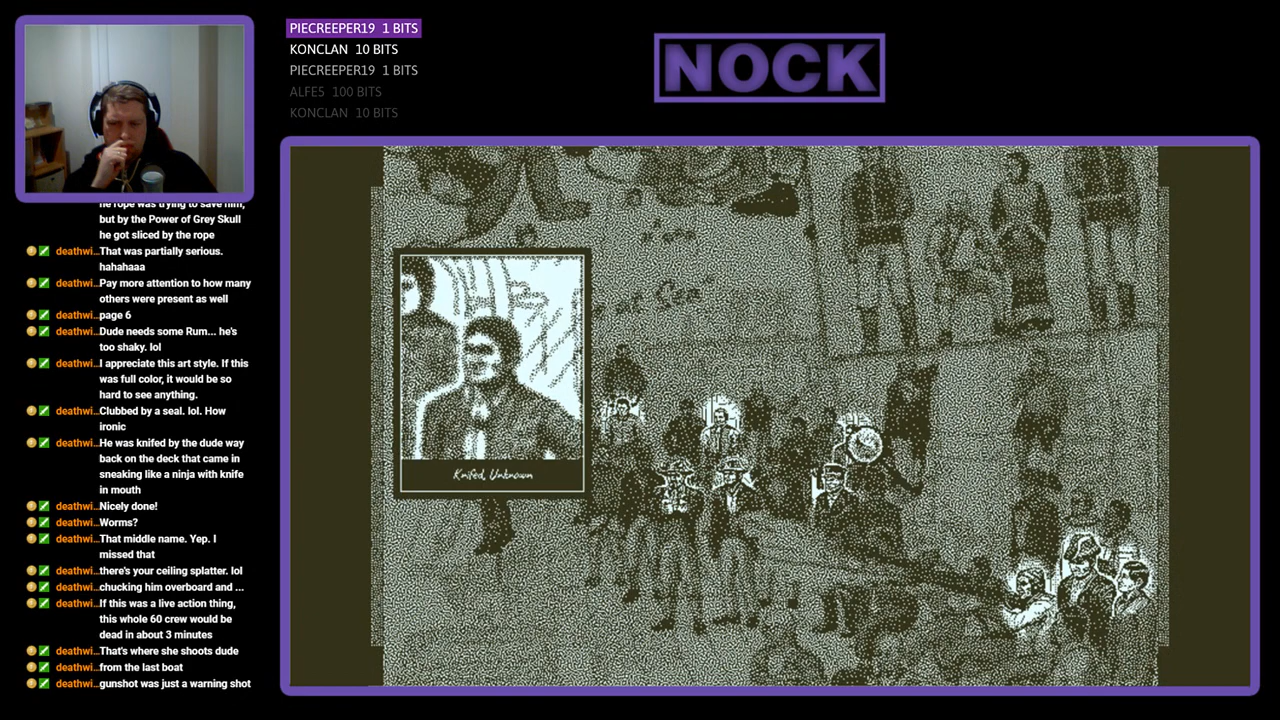 PIECREEPER19 1 BITS
KONCLAN 10 BITS
PIECREEPER19 1 BITS
ALFES 100 BITS
KONCLAN 10 BITS
NOCK
he rope was trying to save him,
but by the Power of Grey Skull
he got sliced by the rope
deathwi... That was partially serious.
hahahaaa
deathwi... Pay more attention to how many
others were present as well
deathwi... page 6
deathwi... Dude needs some Rum... he's
too shaky. lol
deathwi... I appreciate this art style. If this
was full color, it would be so
hard to see anything.
deathwi... Clubbed by a seal. lol. How
ironic
deathwi... He was knifed by the dude way
back on the deck that came in
sneaking like a ninja with knife
in mouth
deathwi... Nicely done!
deathwi... Worms?
deathwi... That middle name. Yep. I
missed that
deathwi... there's your ceiling splatter. lol
deathwi... chucking him overboard and ...
deathwi... If this was a live action thing,
this whole 60 crew would be
dead in about 3 minutes
deathwi... That's where she shoots dude
deathwi... from the last boat
deathwi... gunshot was just a warning shot
at Sea
Knifed, Unknown